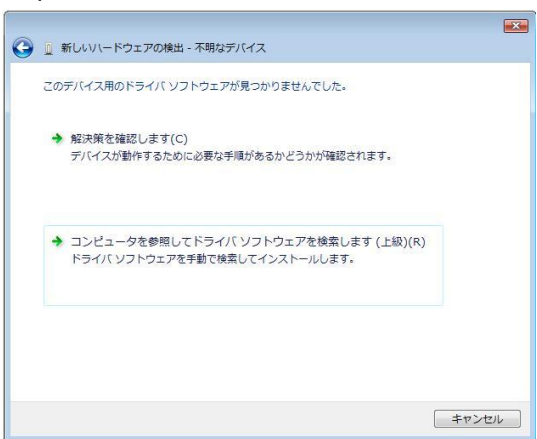 新しいハードウェアの検出 - 不明なデバイス
このデバイス用のドライバ ソフトウェアが見つかりませんでした。
解決策を確認します(C)
デバイスが動作するために必要な手順があるかどうかが確認されます。
コンピュータを参照してドライバ ソフトウェアを検索します (上級)(R)
ドライバ ソフトウェアを手動で検索してインストールします。
キャンセル